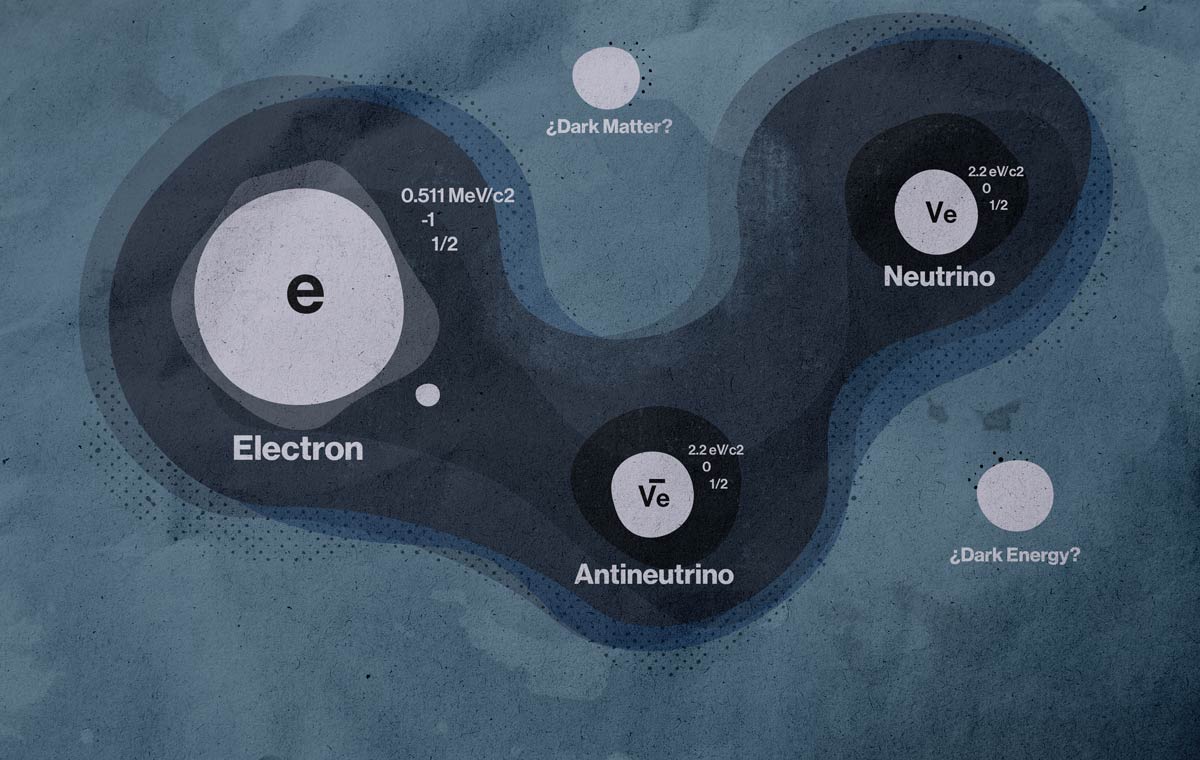 ¿Dark Matter?
0.511 MeV/c2
-1
1/2
e
Electron
2.2 eV/c2
0
1/2
Ve
Neutrino
2.2 eV/c2
0
1/2
V̅e
Antineutrino
¿Dark Energy?